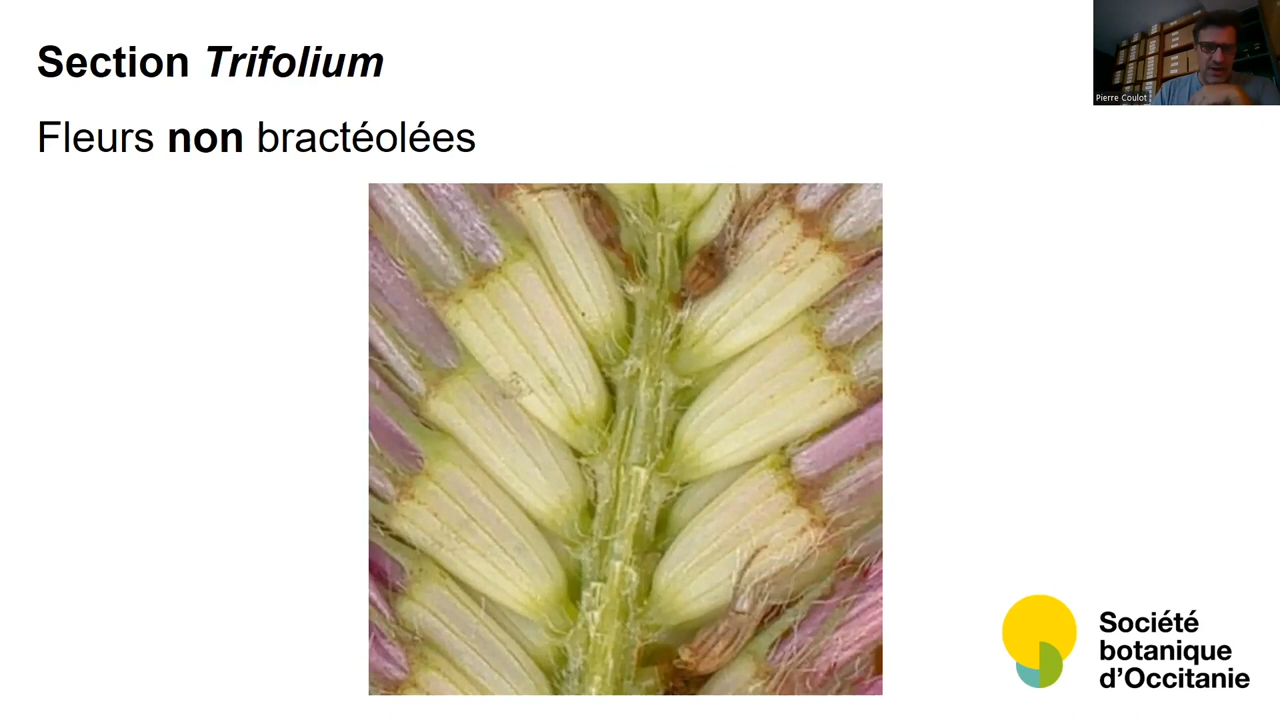 Section Trifolium
Pierre Coulot
Fleurs non bractéolées
Société
botanique
d'Occitanie